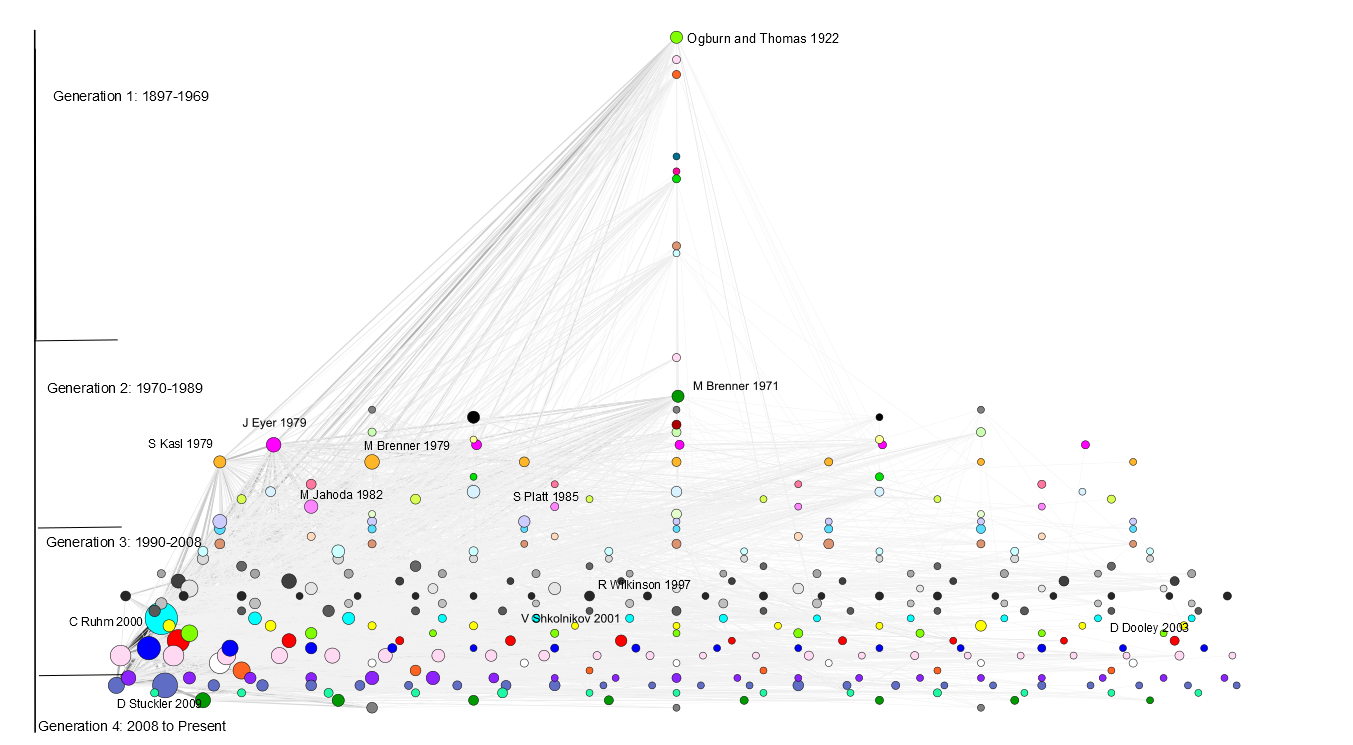 Ogburn and Thomas 1922
Generation 1: 1897-1969
Generation 2: 1970-1989
M Brenner 1971
J Eyer 1979
S Kasl 1979
M Brenner 1979
M Jahoda 1982
S Platt 1985
Generation 3: 1990-2008
R Wilkinson 1997
C Ruhm 2000
V Shkolnikov 2001
D Dooley 2003
D Stuckler 2009
Generation 4: 2008 to Present